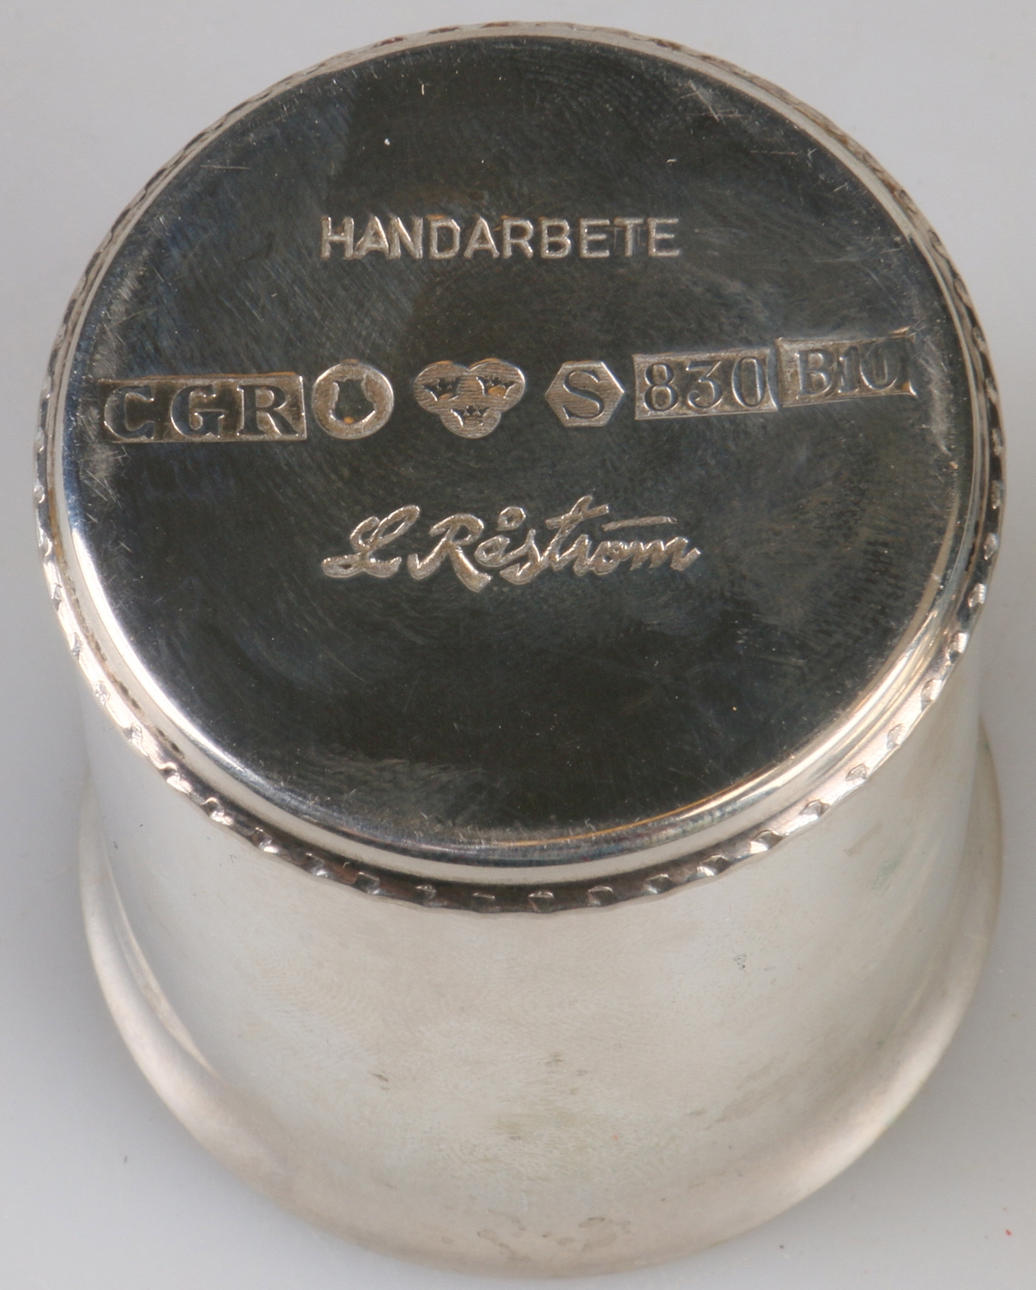 HANDARBETE
CGR S 830 B10
L Råström